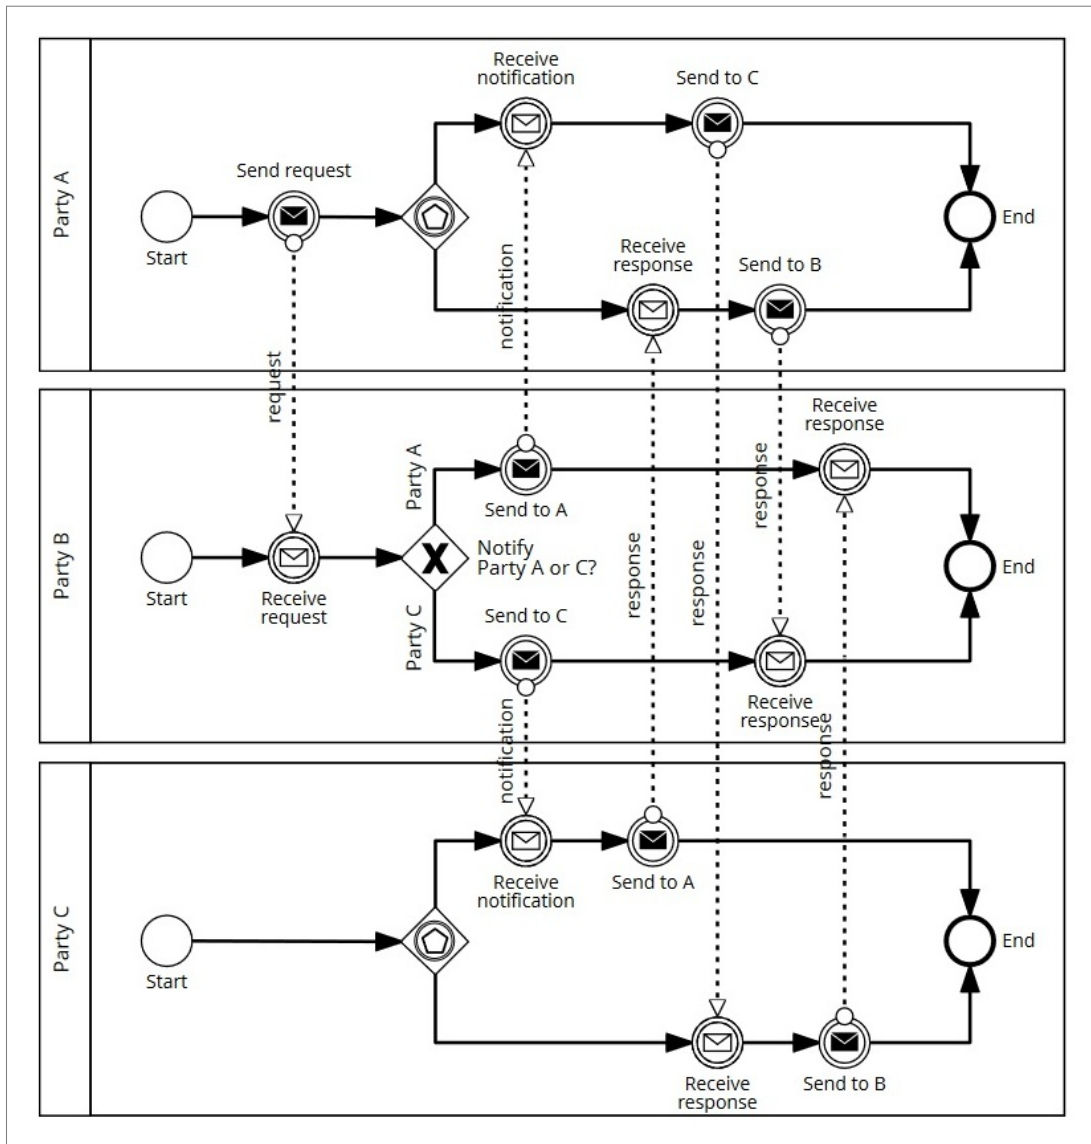 Party A
Receive
notification
Send to C
Send request
Start
notification
Receive
response
Send to B
End
request
Party B
Receive
response
Party A
Send to A
response
Start
Receive
request
Notify
Party A or C?
response
response
End
Party C
Send to C
notification
Receive
response
response
Party C
Receive
notification
Send to A
Start
End
Receive
response
Send to B